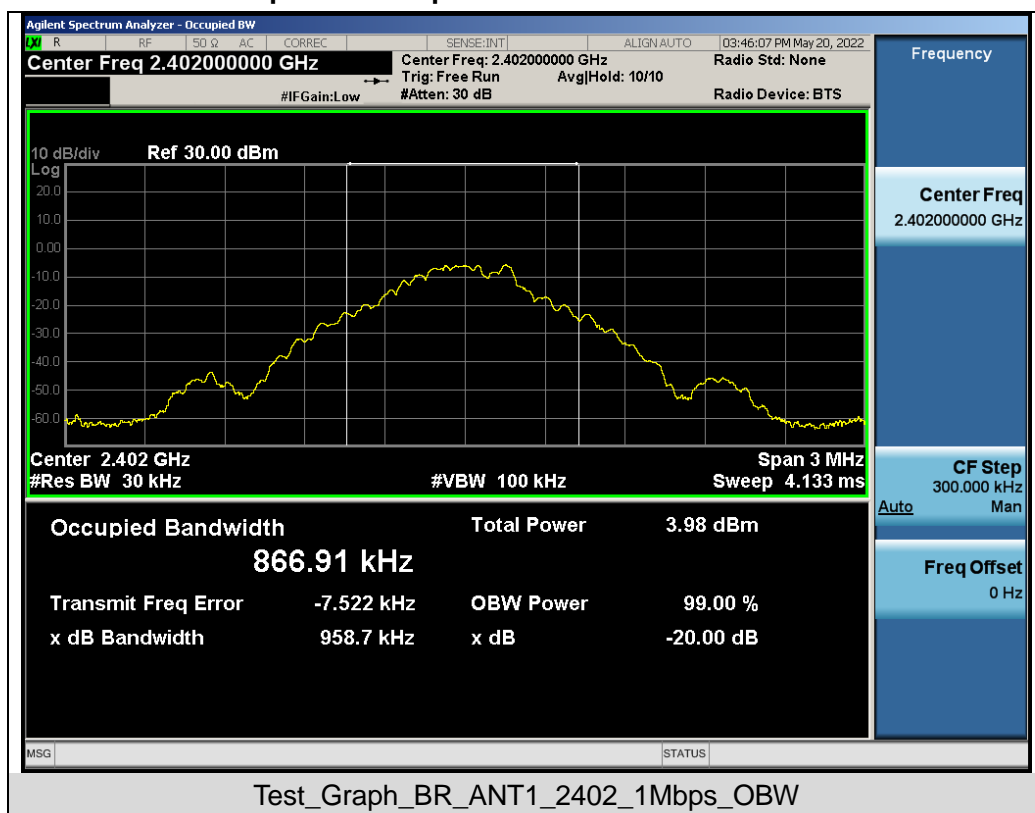 Agilent Spectrum Analyzer - Occupied BW
LXI R RF 50 Ω AC CORREC SENSE:INT ALIGN AUTO 03:46:07 PM May 20, 2022
Center Freq 2.402000000 GHz Center Freq: 2.402000000 GHz Radio Std: None
Trig: Free Run Avg|Hold: 10/10
#IFGain:Low #Atten: 30 dB Radio Device: BTS
10 dB/div Ref 30.00 dBm
Log
20.0
10.0
0.00
-10.0
-20.0
-30.0
-40.0
-50.0
-60.0
Center 2.402 GHz Span 3 MHz
#Res BW 30 kHz #VBW 100 kHz Sweep 4.133 ms
Occupied Bandwidth Total Power 3.98 dBm
866.91 kHz
Transmit Freq Error -7.522 kHz OBW Power 99.00 %
x dB Bandwidth 958.7 kHz x dB -20.00 dB
MSG STATUS
Frequency
Center Freq
2.402000000 GHz
CF Step
300.000 kHz
Auto Man
Freq Offset
0 Hz
Test_Graph_BR_ANT1_2402_1Mbps_OBW